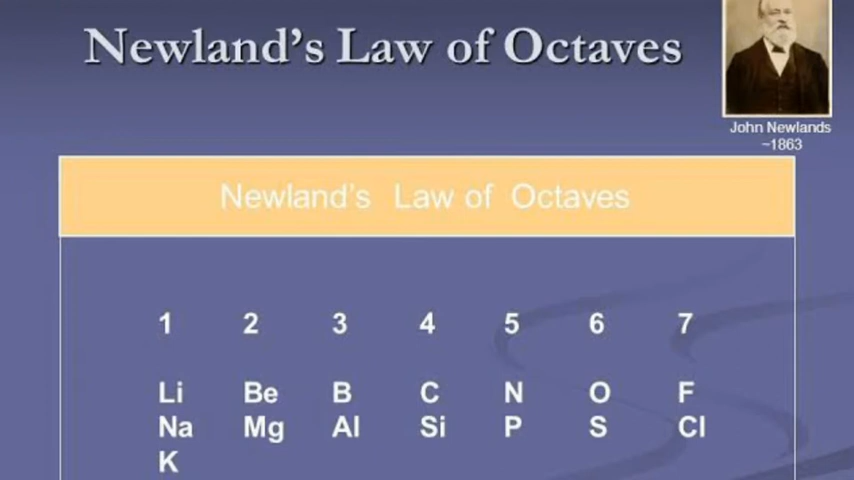 Newland's Law of Octaves
John Newlands
~1863
Newland's Law of Octaves
1 2 3 4 5 6 7
Li Be B C N O F
Na Mg Al Si P S Cl
K